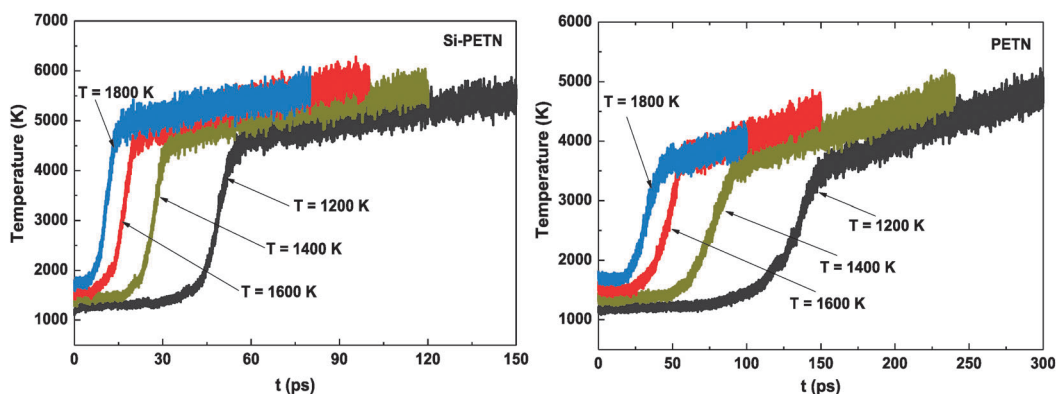 Si-PETN
7000
6000
5000
4000
3000
2000
1000
Temperature (K)
T = 1800 K
T = 1200 K
T = 1400 K
T = 1600 K
0 30 60 90 120 150
t (ps)
PETN
6000
5000
4000
3000
2000
1000
0
Temperature (K)
T = 1800 K
T = 1200 K
T = 1400 K
T = 1600 K
0 50 100 150 200 250 300
t (ps)